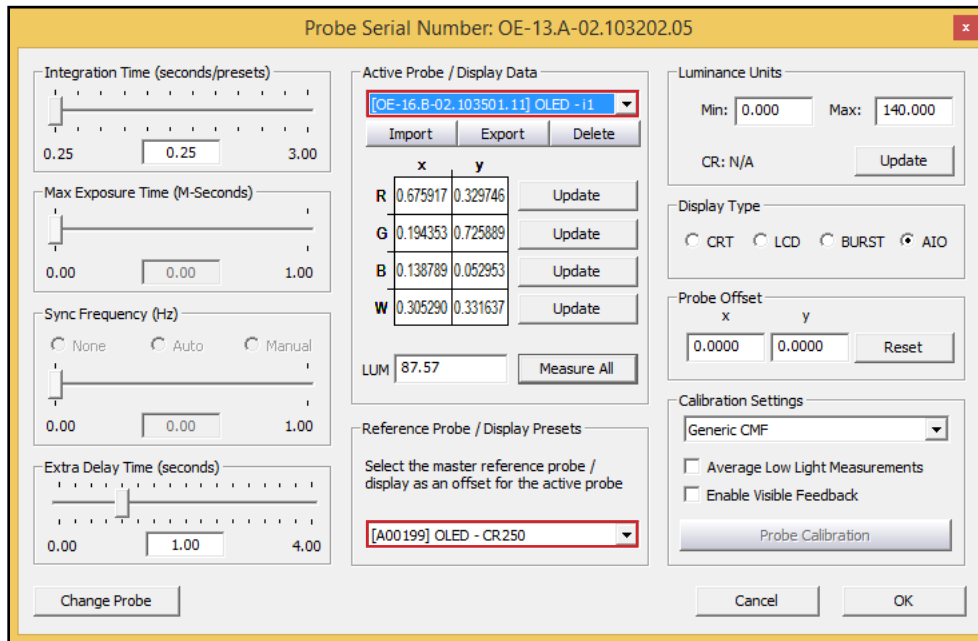 Probe Serial Number: OE-13.A-02.103202.05
x
Integration Time (seconds/presets)
0.25 0.25 3.00
Max Exposure Time (M-Seconds)
0.00 0.00 1.00
Sync Frequency (Hz)
None Auto Manual
0.00 0.00 1.00
Extra Delay Time (seconds)
0.00 1.00 4.00
Change Probe
Active Probe / Display Data
[OE-16.B-02.103501.11] OLED - i1
Import Export Delete
x y
R 0.675917 0.329746 Update
G 0.194353 0.725889 Update
B 0.138789 0.052953 Update
W 0.305290 0.331637 Update
LUM 87.57 Measure All
Reference Probe / Display Presets
Select the master reference probe /
display as an offset for the active probe
[A00199] OLED - CR250
Luminance Units
Min: 0.000 Max: 140.000
CR: N/A Update
Display Type
CRT LCD BURST AIO
Probe Offset
x y
0.0000 0.0000 Reset
Calibration Settings
Generic CMF
Average Low Light Measurements
Enable Visible Feedback
Probe Calibration
Cancel OK